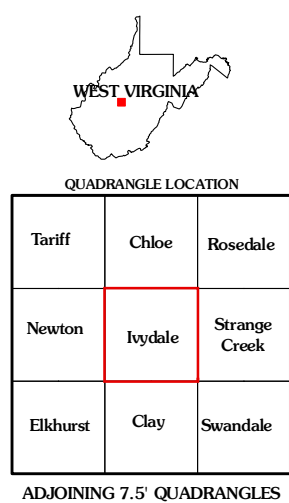 WEST VIRGINIA
QUADRANGLE LOCATION
Tariff
Chloe
Rosedale
Newton
Ivydale
Strange
Creek
Elkhurst
Clay
Swandale
ADJOINING 7.5' QUADRANGLES